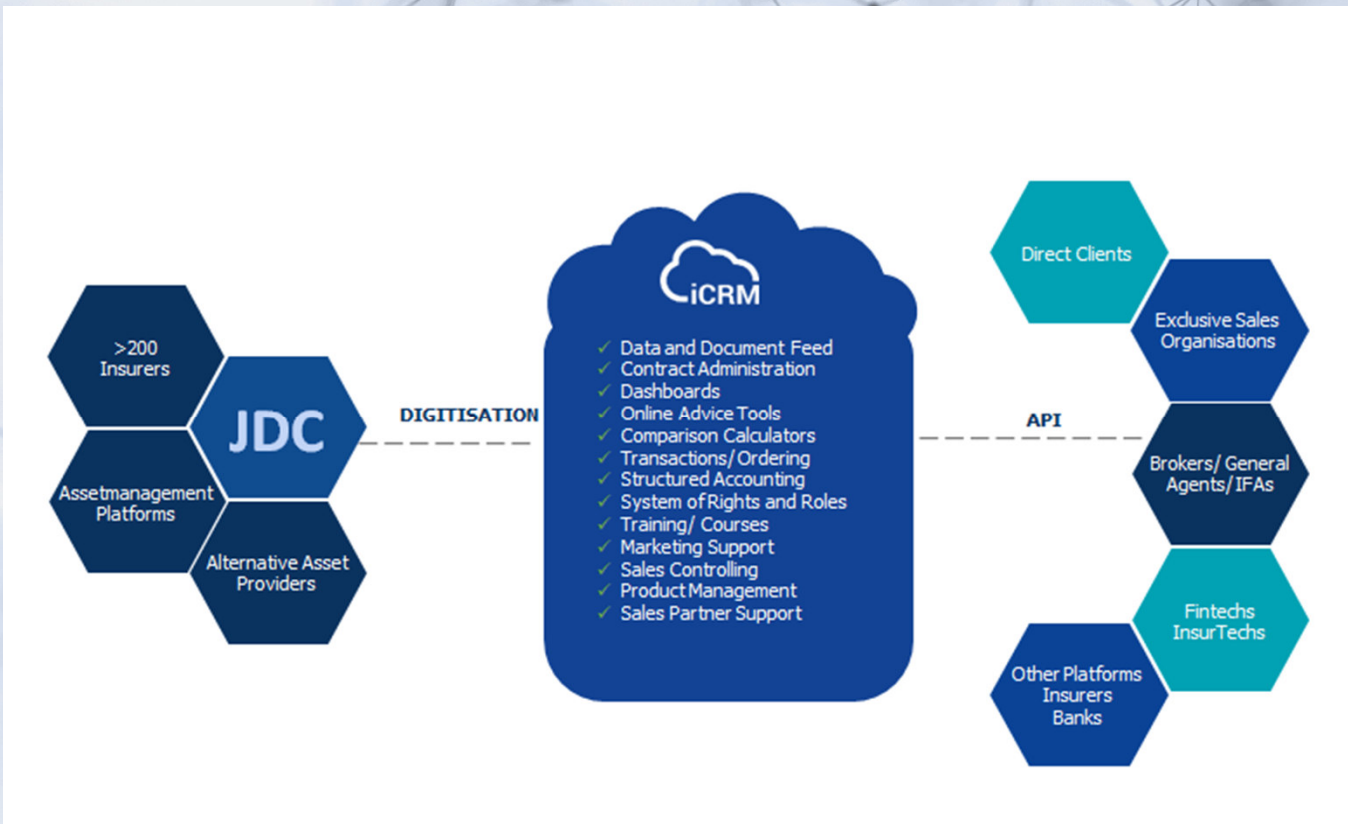 >200
Insurers
JDC
Assetmanagement
Platforms
Alternative Asset
Providers
DIGITISATION
iCRM
✓ Data and Document Feed
✓ Contract Administration
✓ Dashboards
✓ Online Advice Tools
✓ Comparison Calculators
✓ Transactions/Ordering
✓ Structured Accounting
✓ System of Rights and Roles
✓ Training/ Courses
✓ Marketing Support
✓ Sales Controlling
✓ Product Management
✓ Sales Partner Support
API
Direct Clients
Exclusive Sales
Organisations
Brokers/ General
Agents/IFAs
Fintechs
InsurTechs
Other Platforms
Insurers
Banks